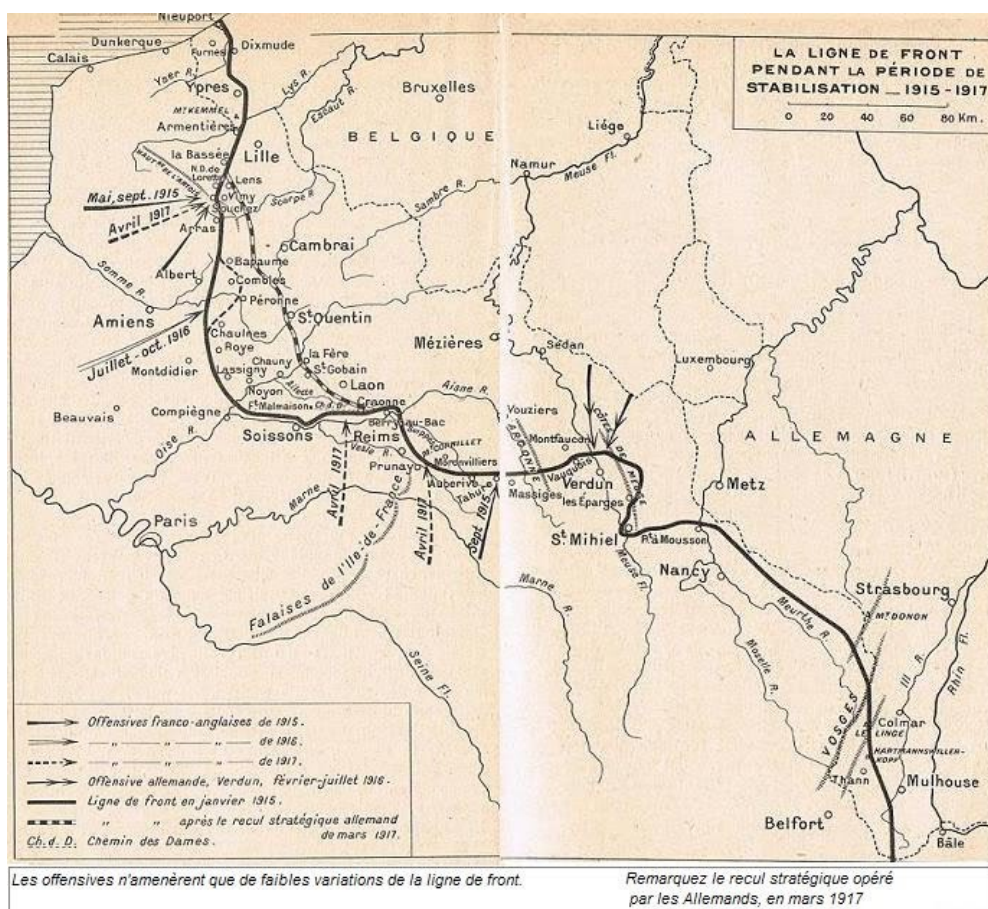 LA LIGNE DE FRONT
PENDANT LA PÉRIODE DE
STABILISATION _ 1915-1917
0 20 40 60 80 Km.
Nieuport
Dunkerque
Furnes
Dixmude
Calais
Yser R.
Ypres
Lys R.
Escaut R.
Bruxelles
Mt KEMMEL
Armentières
BELGIQUE
Liége
la Bassée
Lille
Namur
Meuse Fl.
N.D. de
Lorette
Lens
Mai, sept. 1915
Vimy
Souchez
Scarpe R.
Sambre R.
Avril 1917
Arras
Cambrai
Bapaume
Albert
Combles
Somme R.
Péronne
Amiens
St Quentin
Chaulnes
Mézières
Sedan
Juillet-oct. 1916
Roye
la Fère
Luxembourg
Montdidier
Chauny
St Gobain
Lassigny
Laon
Ailette
Noyon
Aisne R.
Beauvais
Ft Malmaison
Ch.d.D.
Craonne
Vouziers
CÔTES DE MEUSE
Compiègne
Berry-au-Bac
Montfaucon
ALLEMAGNE
Oise R.
Soissons
Reims
Mt CORNILLET
ARGONNE
Vauquois
Vesle R.
Moronvilliers
Verdun
Prunay
Auberive
Metz
Tahure
Massiges
les Éparges
Marne
Avril 1917
Avril 1917
Sept. 1915
Paris
St Mihiel
Pt à Mousson
Falaises de l'Ile-de-France
Marne R.
Meuse Fl.
Nancy
Strasbourg
Meurthe R.
Mt DONON
Seine Fl.
Moselle R.
Ill R.
Rhin Fl.
VOSGES
Colmar
LE LINGE
HARTMANNSWILLER-
KOPF
Thann
Mulhouse
Belfort
Bâle
Offensives franco-anglaises de 1915.
_ „ _ „ _ „ _ de 1916.
_ „ _ „ _ „ _ de 1917.
Offensive allemande, Verdun, février-juillet 1916.
Ligne de front en janvier 1915.
„ „ après le recul stratégique allemand
de mars 1917.
Ch.d.D. Chemin des Dames.
Les offensives n'amenèrent que de faibles variations de la ligne de front.
Remarquez le recul stratégique opéré
par les Allemands, en mars 1917